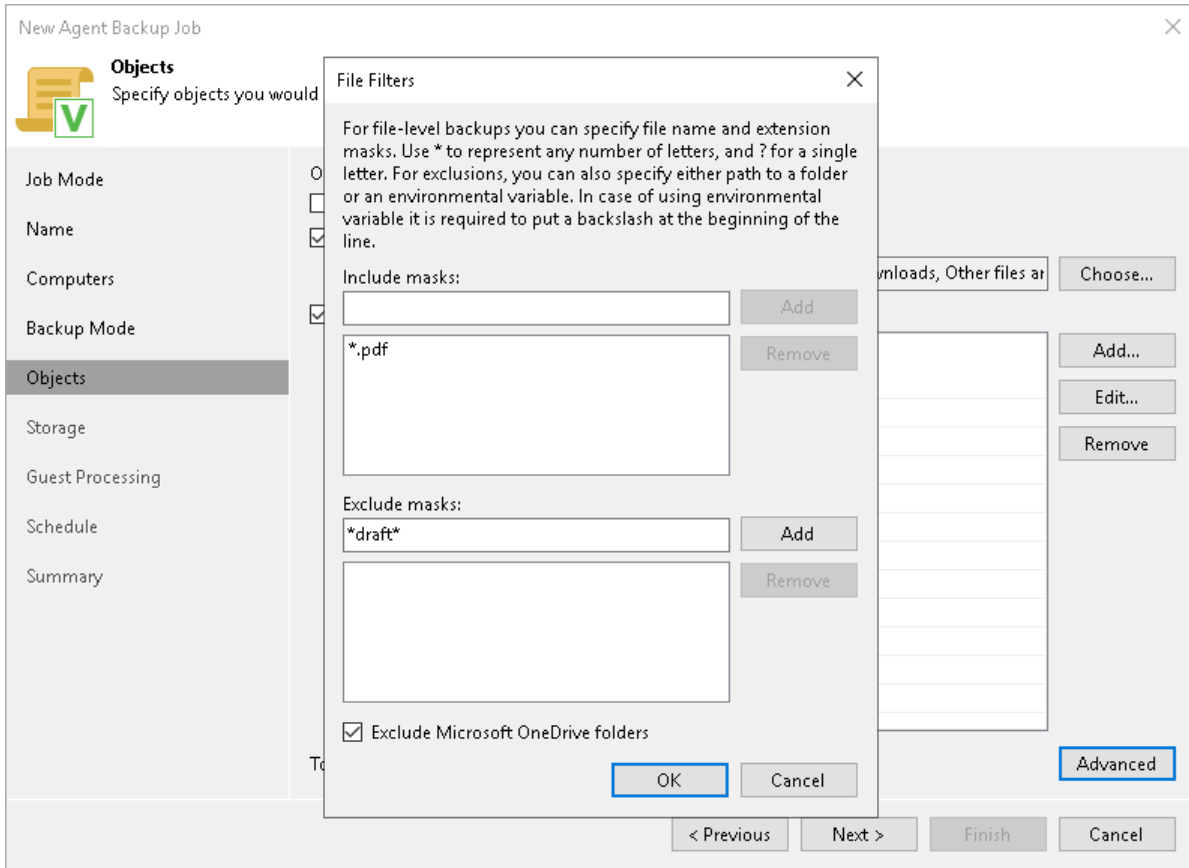 New Agent Backup Job
Objects
Specify objects you would
File Filters
For file-level backups you can specify file name and extension
masks. Use * to represent any number of letters, and ? for a single
letter. For exclusions, you can also specify either path to a folder
or an environmental variable. In case of using environmental
variable it is required to put a backslash at the beginning of the
line.
Include masks:
Add
*.pdf
Remove
Exclude masks:
*draft*
Add
Remove
Exclude Microsoft OneDrive folders
OK
Cancel
Job Mode
Name
Computers
Backup Mode
Objects
Storage
Guest Processing
Schedule
Summary
Other files
Choose...
Add...
Edit...
Remove
Advanced
< Previous
Next >
Finish
Cancel
V